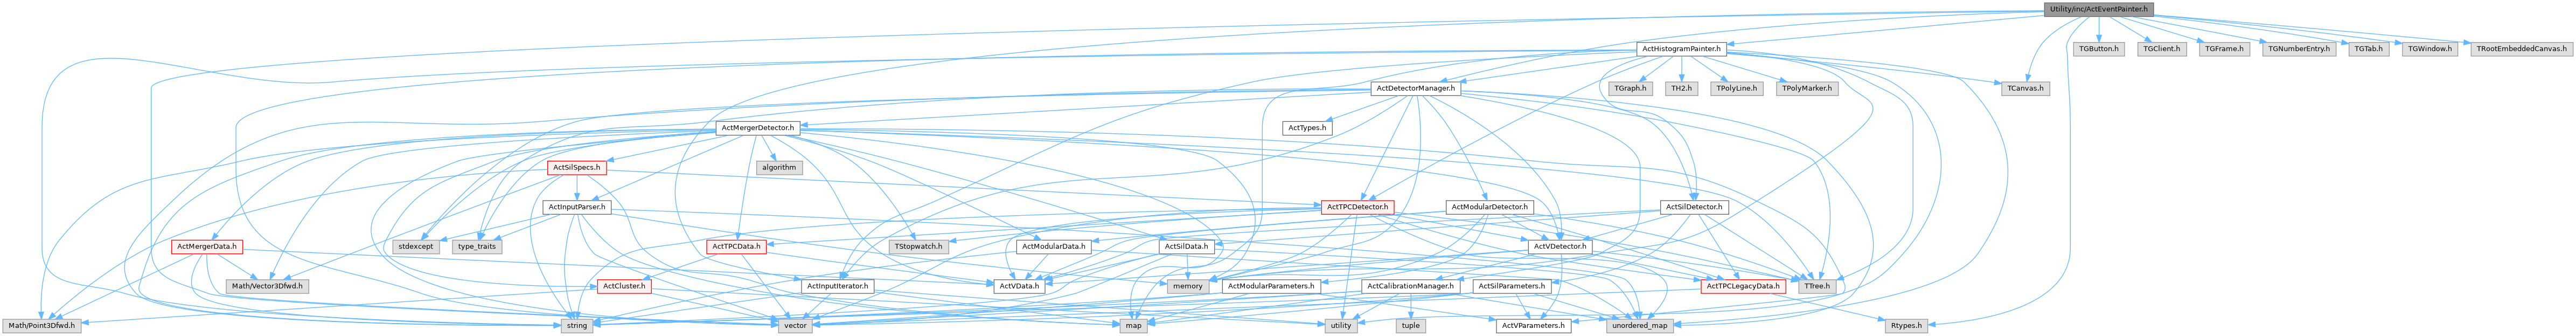 Utility/inc/ActEventPainter.h
ActHistogramPainter.h
TGButton.h
TGClient.h
TGFrame.h
TGNumberEntry.h
TGTab.h
TGWindow.h
TRootEmbeddedCanvas.h
ActDetectorManager.h
TGraph.h
TH2.h
TPolyLine.h
TPolyMarker.h
TCanvas.h
ActMergerDetector.h
ActTypes.h
ActSilSpecs.h
algorithm
ActInputParser.h
ActTPCDetector.h
ActModularDetector.h
ActSilDetector.h
ActMergerData.h
stdexcept
type_traits
ActTPCData.h
TStopwatch.h
ActModularData.h
ActSilData.h
ActVDetector.h
Math/Vector3Dfwd.h
ActCluster.h
ActInputIterator.h
ActVData.h
memory
ActModularParameters.h
ActCalibrationManager.h
ActSilParameters.h
ActTPCLegacyData.h
TTree.h
Math/Point3Dfwd.h
string
vector
map
utility
tuple
ActVParameters.h
unordered_map
Rtypes.h